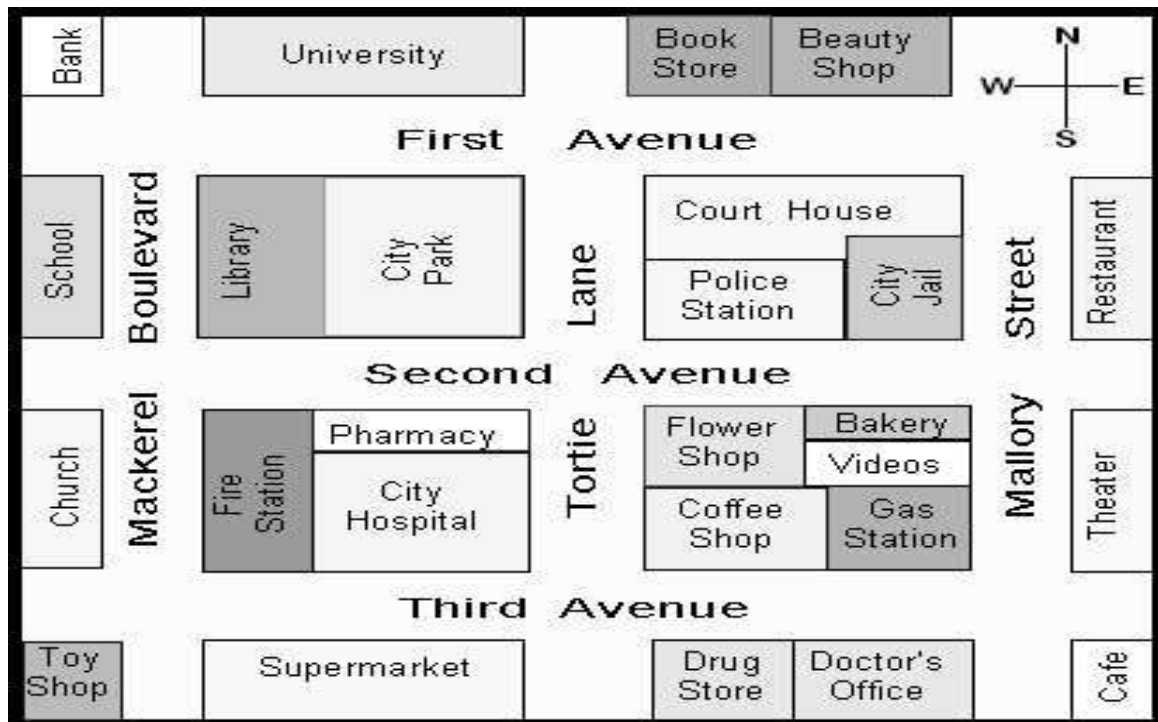 Bank
University
Book
Store
Beauty
Shop
N
W
E
S
First Avenue
School
Boulevard
Library
City
Park
Lane
Court House
Police
Station
City
Jail
Street
Restaurant
Second Avenue
Church
Mackerel
Fire
Station
Pharmacy
City
Hospital
Tortie
Flower
Shop
Bakery
Videos
Coffee
Shop
Gas
Station
Mallory
Theater
Third Avenue
Toy
Shop
Supermarket
Drug
Store
Doctor's
Office
Cafe